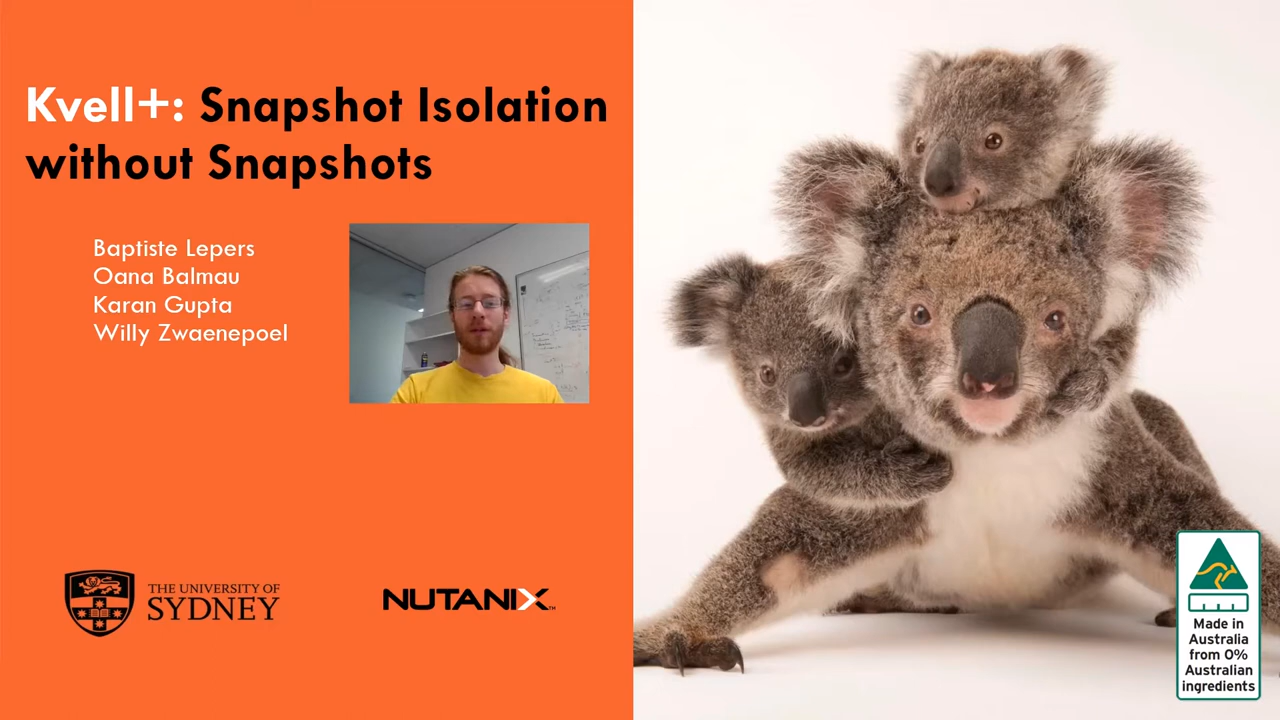 Kvell+: Snapshot Isolation
without Snapshots
Baptiste Lepers
Oana Balmau
Karan Gupta
Willy Zwaenepoel
THE UNIVERSITY OF
SYDNEY
NUTANIX™
Made in
Australia
from 0%
Australian
ingredients